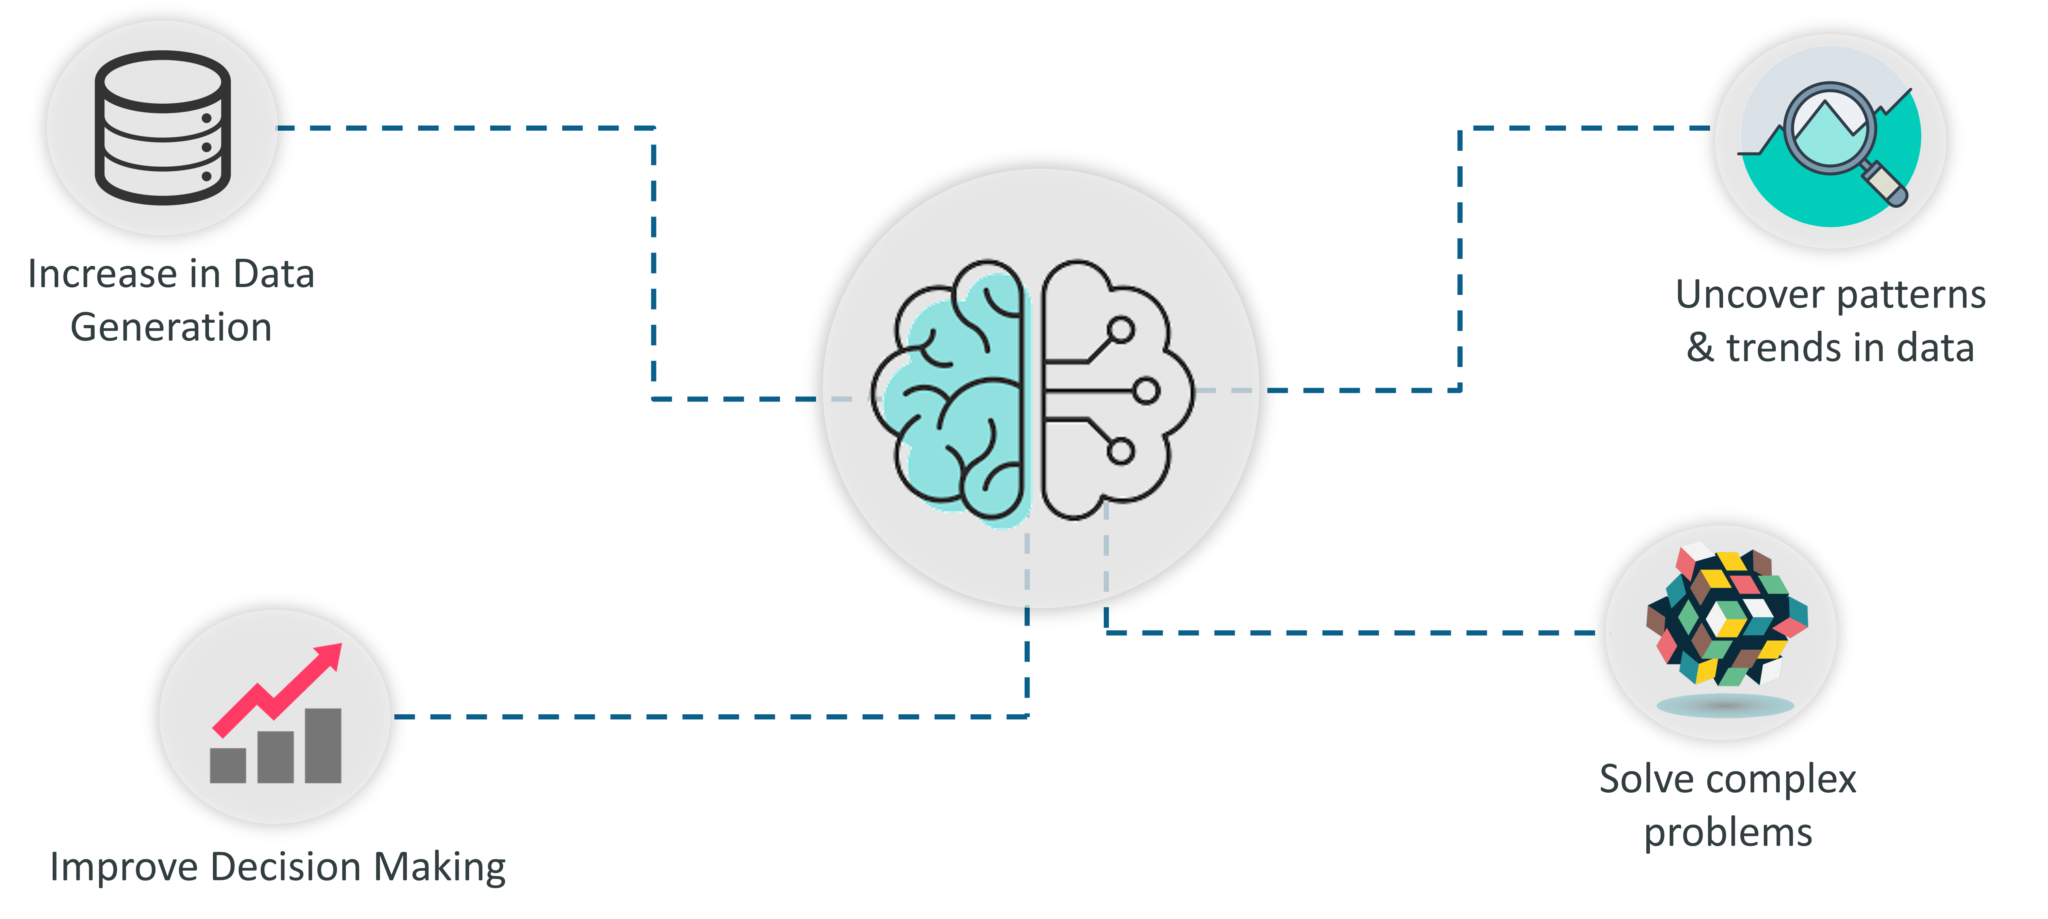 Increase in Data
Generation
Uncover patterns
& trends in data
Improve Decision Making
Solve complex
problems